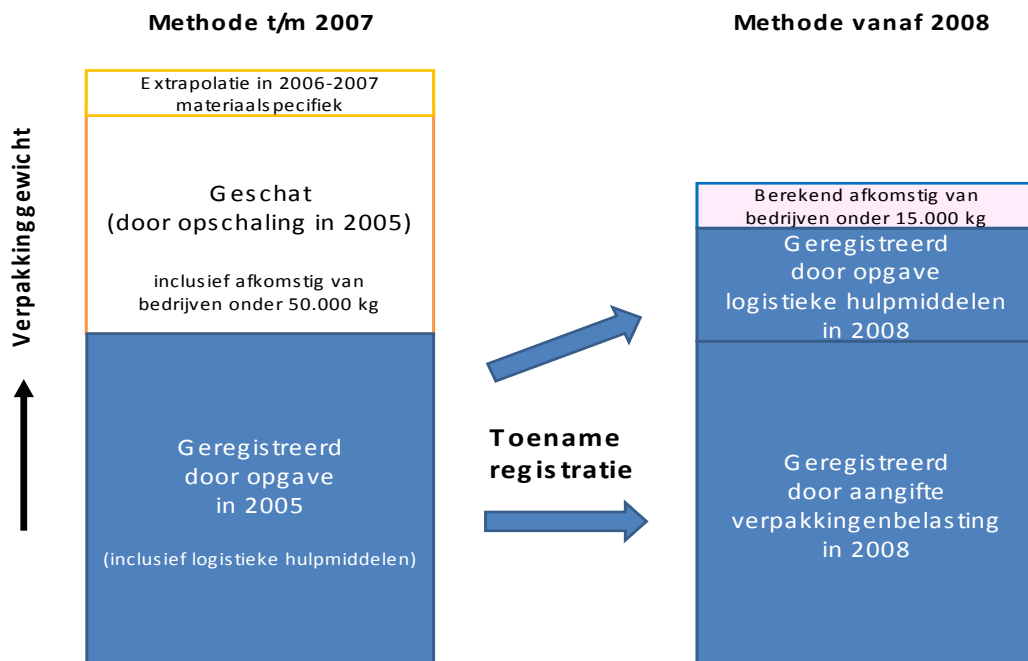 Methode t/m 2007
Methode vanaf 2008
Verpakkinggewicht
Extrapolatie in 2006-2007
materiaalspecifiek
Geschat
(door opschaling in 2005)
inclusief afkomstig van
bedrijven onder 50.000 kg
Geregistreerd
door opgave
in 2005
(inclusief logistieke hulpmiddelen)
Toename
registratie
Berekend afkomstig van
bedrijven onder 15.000 kg
Geregistreerd
door opgave
logistieke hulpmiddelen
in 2008
Geregistreerd
door aangifte
verpakkingenbelasting
in 2008